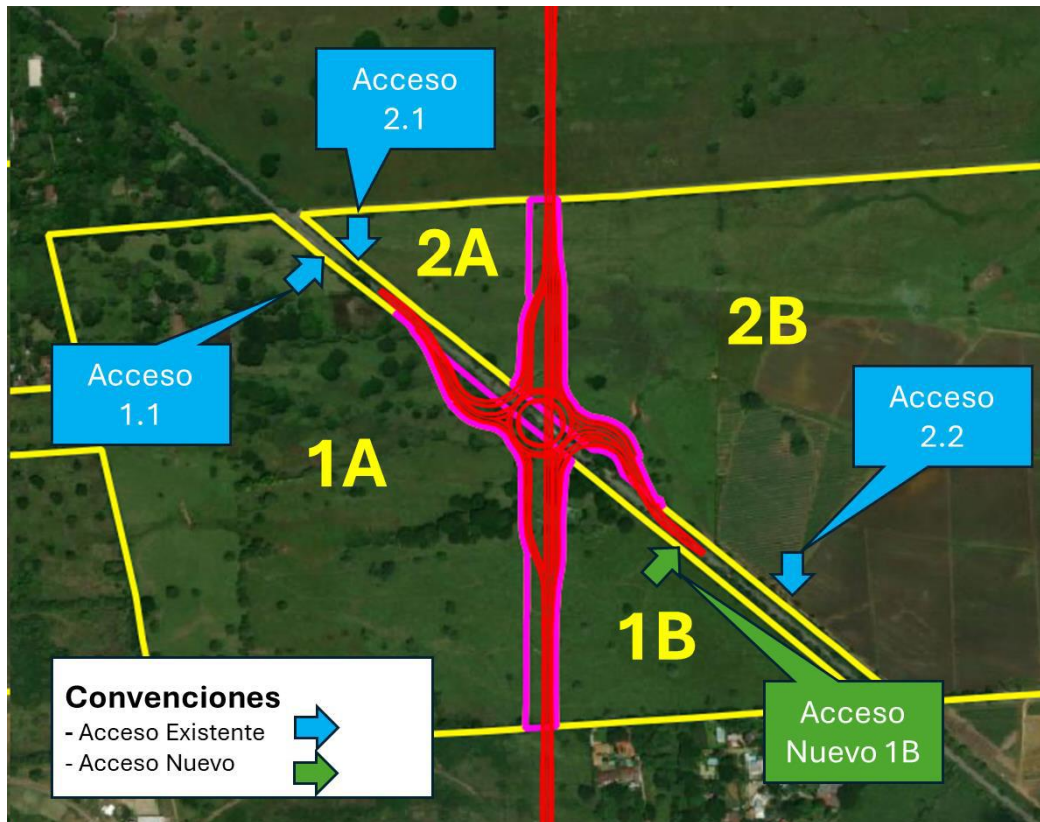 Acceso
2.1
2A
2B
Acceso
1.1
Acceso
2.2
1A
1B
Convenciones
- Acceso Existente
- Acceso Nuevo
Acceso
Nuevo 1B